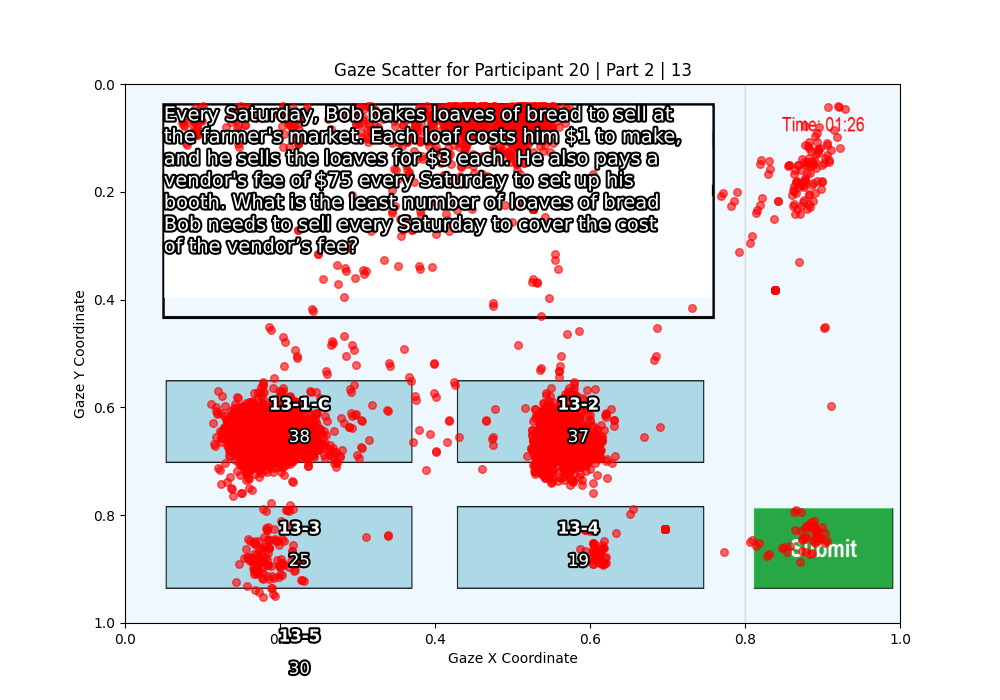 Gaze Scatter for Participant 20 | Part 2 | 13
0.0
0.2
0.4
0.6
0.8
1.0
Gaze Y Coordinate
Every Saturday, Bob bakes loaves of bread to sell at
the farmer's market. Each loaf costs him $1 to make,
and he sells the loaves for $3 each. He also pays a
vendor's fee of $75 every Saturday to set up his
booth. What is the least number of loaves of bread
Bob needs to sell every Saturday to cover the cost
of the vendor's fee?
Time: 01:26
13-1-C
38
13-2
37
13-3
25
13-4
19
Submit
13-5
30
0.0
0.2
0.4
0.6
0.8
1.0
Gaze X Coordinate